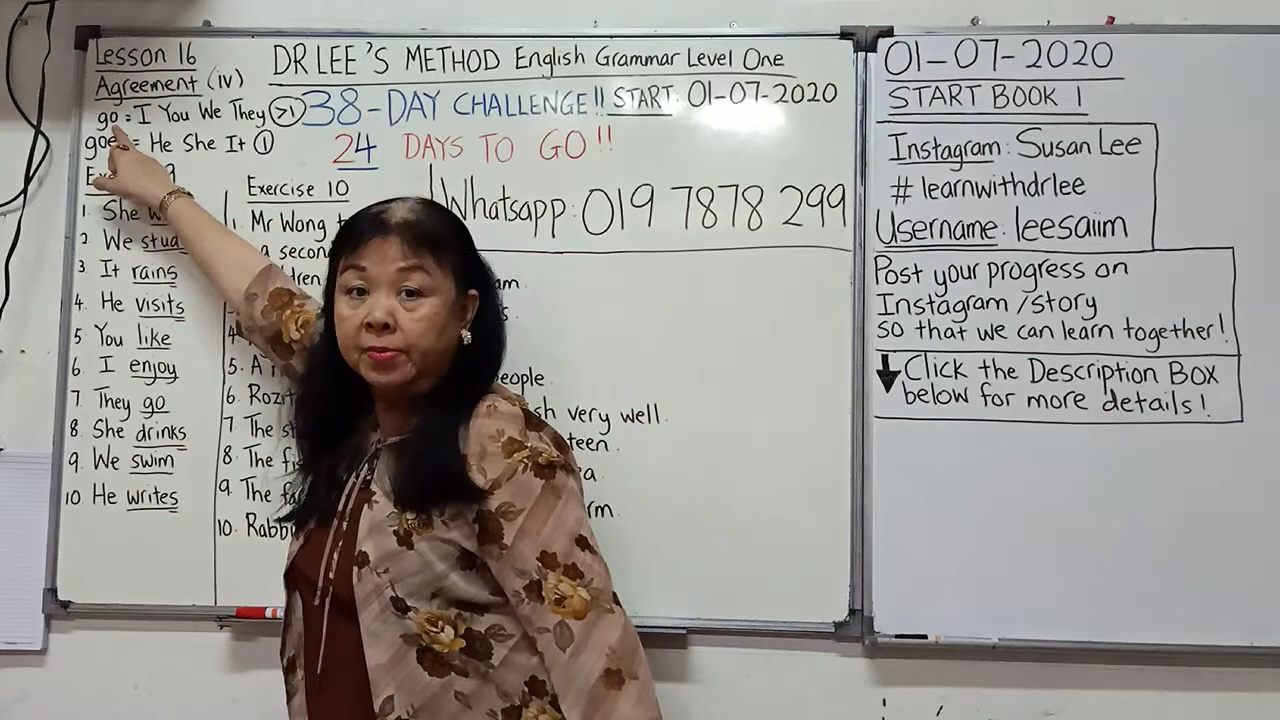 Lesson 16
Agreement (iv)
go = I You We They >1
= He She It 1
DR LEE'S METHOD English Grammar Level One
38-DAY CHALLENGE!! START: 01-07-2020
24 DAYS TO GO!!
Whatsapp: 019 7878 299
1. She
2. We
3. It rains
4. He visits
5. You like
6. I enjoy
7. They go
8. She drinks
9. We swim
10 He writes
Exercise 10
1. Mr Wong
a
5.
6.
7. The
8. The
9. The
10.
very well.
01-07-2020
START BOOK 1
Instagram: Susan Lee
# learnwithdrlee
Username: leesaiim
Post your progress on
Instagram/story
so that we can learn together!
Click the Description Box
below for more details!